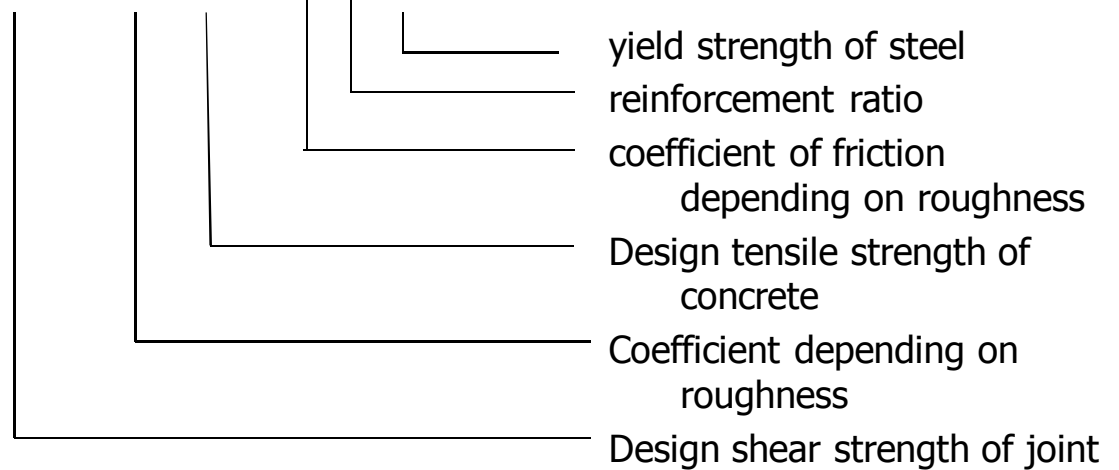 yield strength of steel
reinforcement ratio
coefficient of friction
depending on roughness
Design tensile strength of
concrete
Coefficient depending on
roughness
Design shear strength of joint